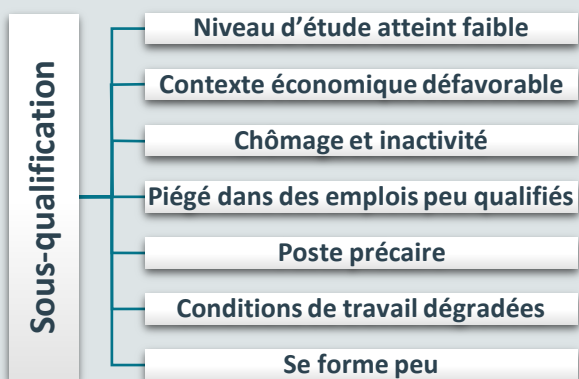 Sous-qualification
Niveau d’étude atteint faible
Contexte économique défavorable
Chômage et inactivité
Piégé dans des emplois peu qualifiés
Poste précaire
Conditions de travail dégradées
Se forme peu